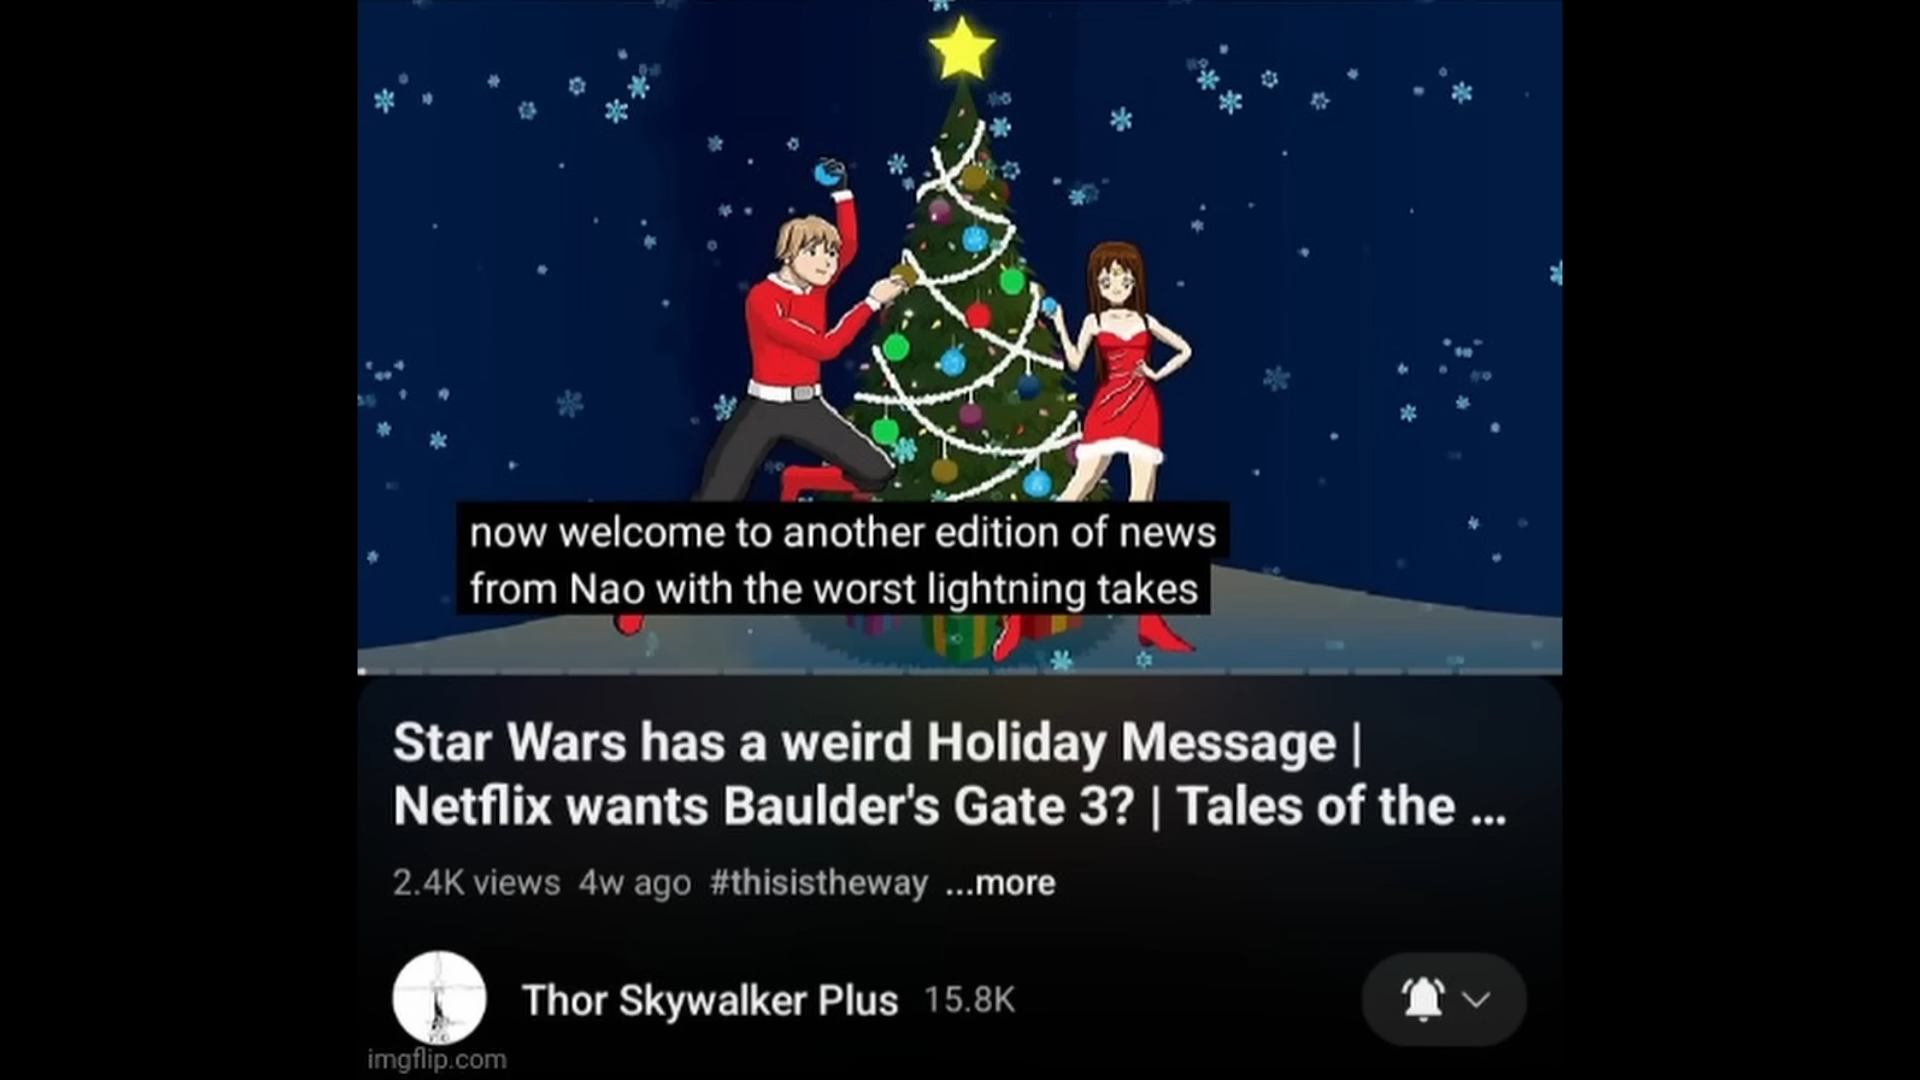 now welcome to another edition of news
from Nao with the worst lightning takes
Star Wars has a weird Holiday Message |
Netflix wants Baulder's Gate 3? | Tales of the ...
2.4K views 4w ago #thisistheway ...more
Thor Skywalker Plus 15.8K
imgflip.com